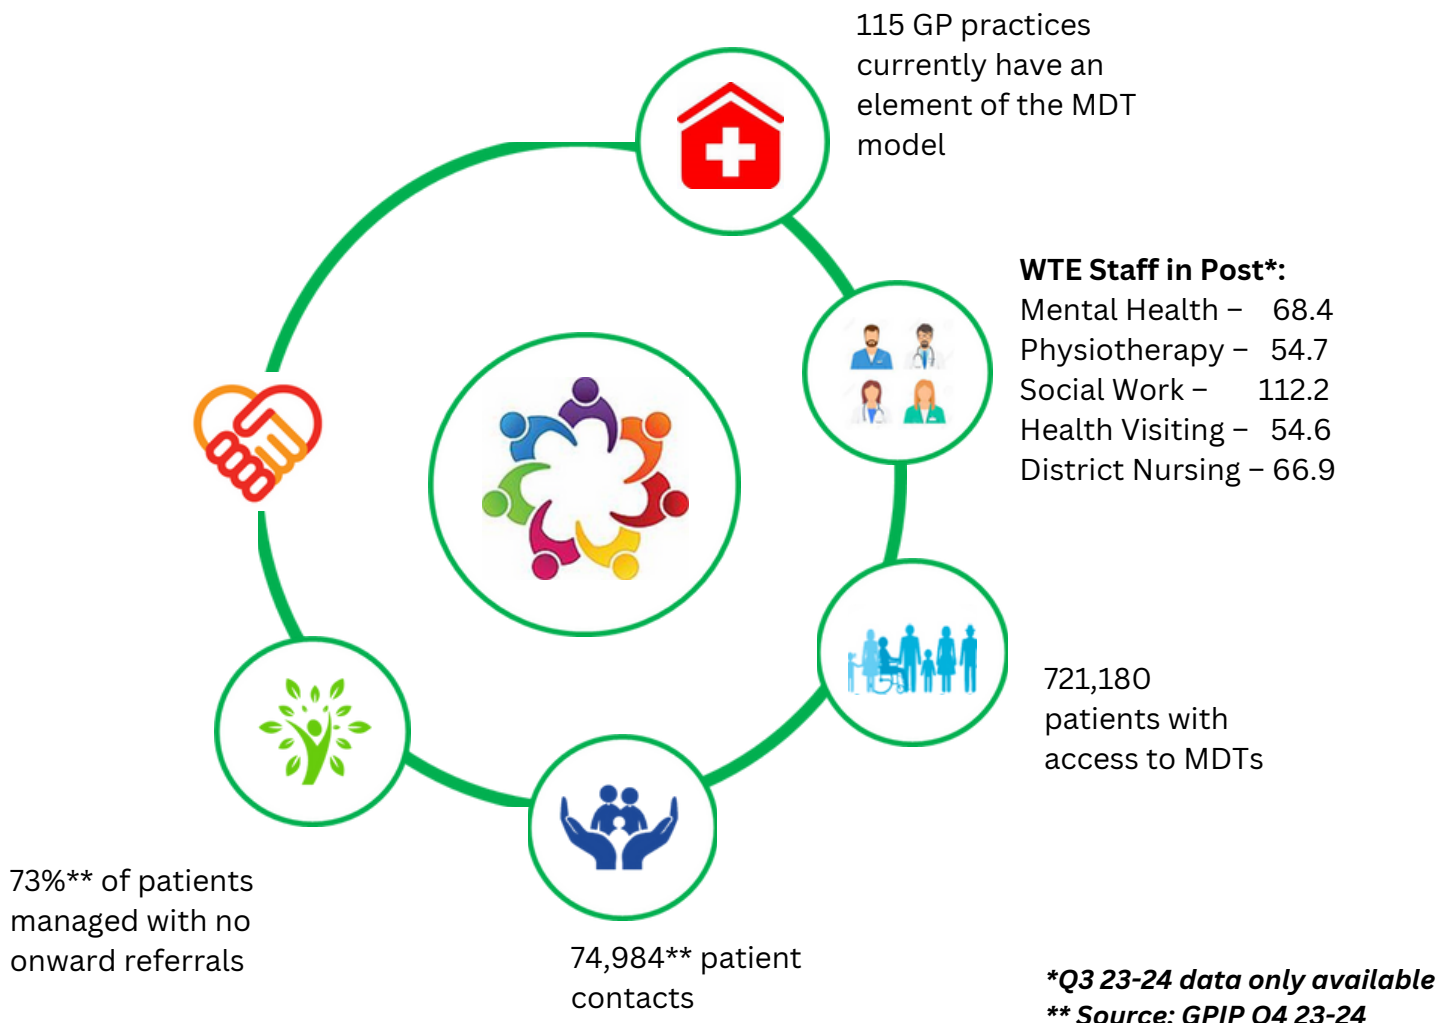 115 GP practices
currently have an
element of the MDT
model
WTE Staff in Post*:
Mental Health – 68.4
Physiotherapy – 54.7
Social Work – 112.2
Health Visiting – 54.6
District Nursing – 66.9
721,180
patients with
access to MDTs
74,984** patient
contacts
73%** of patients
managed with no
onward referrals
*Q3 23-24 data only available
** Source: GPIP Q4 23-24